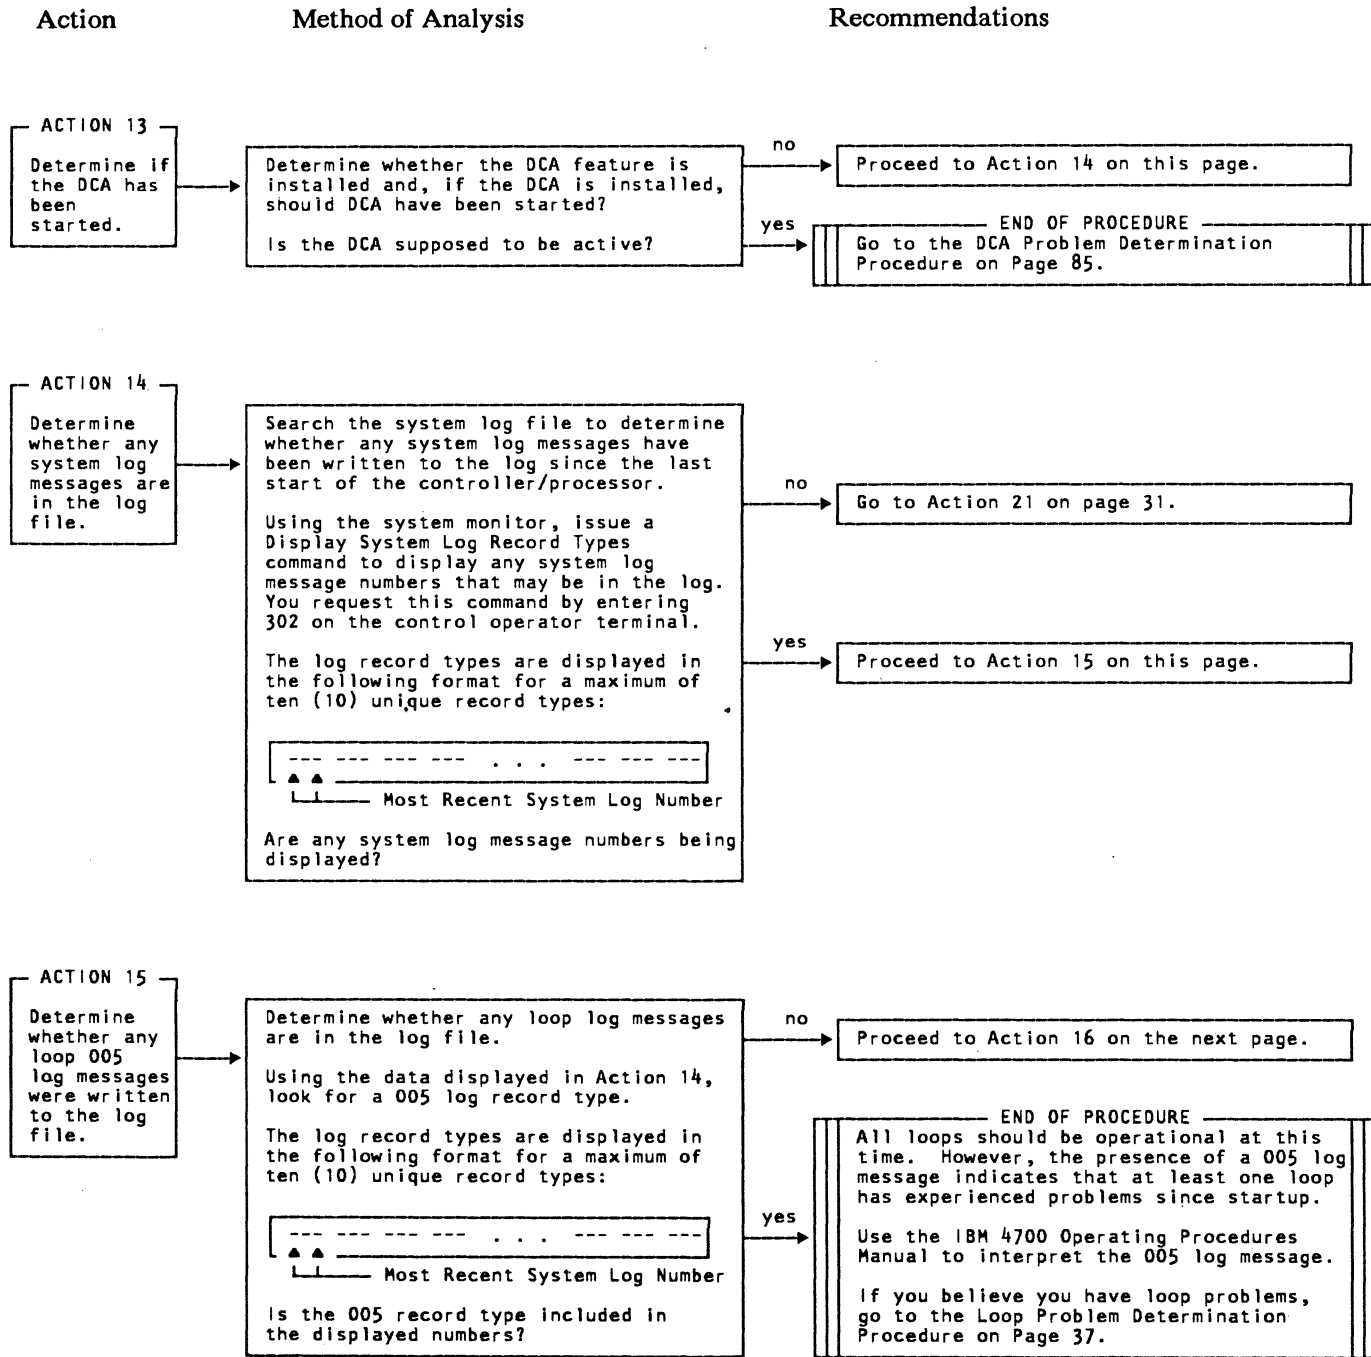 Action Method of Analysis Recommendations
ACTION 13
Determine if
the DCA has
been
started.
Determine whether the DCA feature is
installed and, if the DCA is installed,
should DCA have been started?
Is the DCA supposed to be active?
no
Proceed to Action 14 on this page.
yes
END OF PROCEDURE
Go to the DCA Problem Determination
Procedure on Page 85.
ACTION 14
Determine
whether any
system log
messages are
in the log
file.
Search the system log file to determine
whether any system log messages have
been written to the log since the last
start of the controller/processor.
Using the system monitor, issue a
Display System Log Record Types
command to display any system log
message numbers that may be in the log.
You request this command by entering
302 on the control operator terminal.
The log record types are displayed in
the following format for a maximum of
ten (10) unique record types:
--- --- --- --- . . . --- --- ---
Most Recent System Log Number
Are any system log message numbers being
displayed?
no
Go to Action 21 on page 31.
yes
Proceed to Action 15 on this page.
ACTION 15
Determine
whether any
loop 005
log messages
were written
to the log
file.
Determine whether any loop log messages
are in the log file.
Using the data displayed in Action 14,
look for a 005 log record type.
The log record types are displayed in
the following format for a maximum of
ten (10) unique record types:
--- --- --- --- . . . --- --- ---
Most Recent System Log Number
Is the 005 record type included in
the displayed numbers?
no
Proceed to Action 16 on the next page.
yes
END OF PROCEDURE
All loops should be operational at this
time. However, the presence of a 005 log
message indicates that at least one loop
has experienced problems since startup.
Use the IBM 4700 Operating Procedures
Manual to interpret the 005 log message.
If you believe you have loop problems,
go to the Loop Problem Determination
Procedure on Page 37.